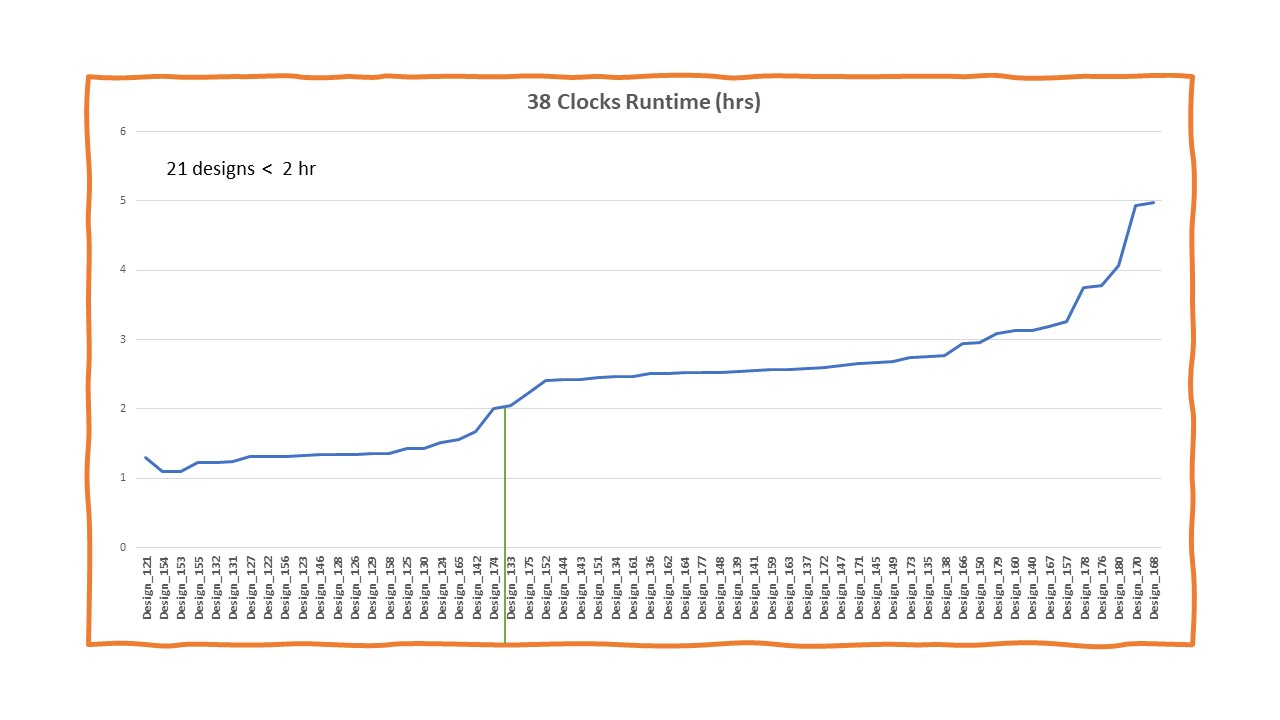 38 Clocks Runtime (hrs)
6
21 designs < 2 hr
5
4
3
2
1
0
Design_121
Design_154
Design_153
Design_155
Design_132
Design_131
Design_127
Design_122
Design_156
Design_123
Design_146
Design_128
Design_126
Design_129
Design_158
Design_125
Design_130
Design_124
Design_165
Design_142
Design_174
Design_133
Design_175
Design_152
Design_144
Design_143
Design_151
Design_134
Design_161
Design_136
Design_162
Design_164
Design_177
Design_148
Design_139
Design_141
Design_159
Design_163
Design_137
Design_172
Design_147
Design_171
Design_145
Design_149
Design_173
Design_135
Design_138
Design_166
Design_150
Design_179
Design_160
Design_140
Design_167
Design_157
Design_178
Design_176
Design_180
Design_170
Design_168